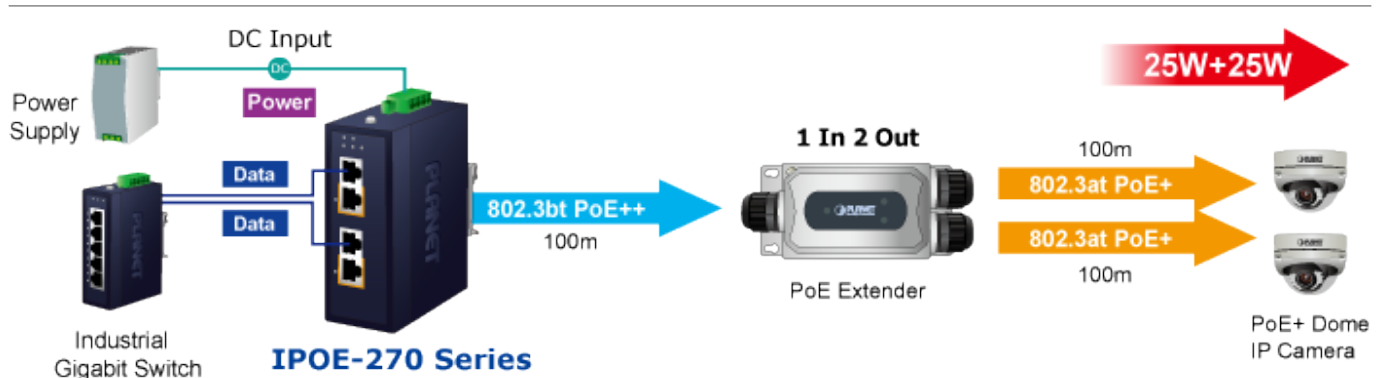 DC Input
DC
Power
Power
Supply
25W+25W
1 In 2 Out
PLANET
Data
Data
PLANET
802.3bt PoE++
100m
PLANET
100m
802.3at PoE+
802.3at PoE+
100m
PoE Extender
Industrial
Gigabit Switch
IPOE-270 Series
PoE+ Dome
IP Camera